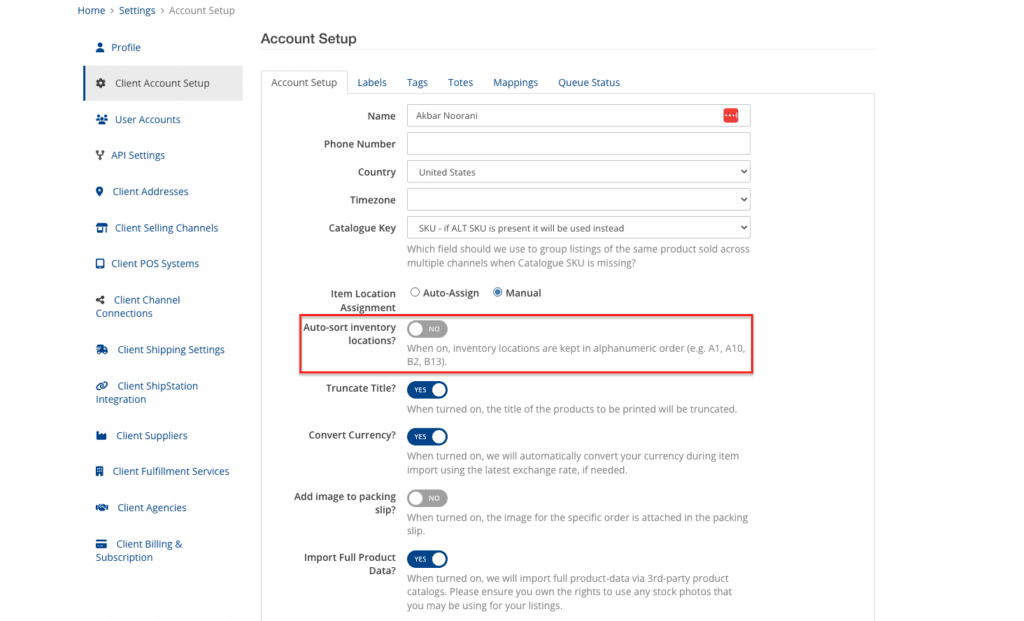 Home > Settings > Account Setup
Profile
Client Account Setup
User Accounts
API Settings
Client Addresses
Client Selling Channels
Client POS Systems
Client Channel
Connections
Client Shipping Settings
Client ShipStation
Integration
Client Suppliers
Client Fulfillment Services
Client Agencies
Client Billing &
Subscription
Account Setup
Account Setup Labels Tags Totes Mappings Queue Status
Name Akbar Noorani
Phone Number
Country United States
Timezone
Catalogue Key SKU - if ALT SKU is present it will be used instead
Which field should we use to group listings of the same product sold across
multiple channels when Catalogue SKU is missing?
Item Location
Assignment
Auto-Assign Manual
Auto-sort inventory
locations?
NO
When on, inventory locations are kept in alphanumeric order (e.g. A1, A10,
B2, B13).
Truncate Title? YES
When turned on, the title of the products to be printed will be truncated.
Convert Currency? YES
When turned on, we will automatically convert your currency during item
import using the latest exchange rate, if needed.
Add image to packing
slip?
NO
When turned on, the image for the specific order is attached in the packing
slip.
Import Full Product
Data?
YES
When turned on, we will import full product-data via 3rd-party product
catalogs. Please ensure you own the rights to use any stock photos that
you may be using for your listings.